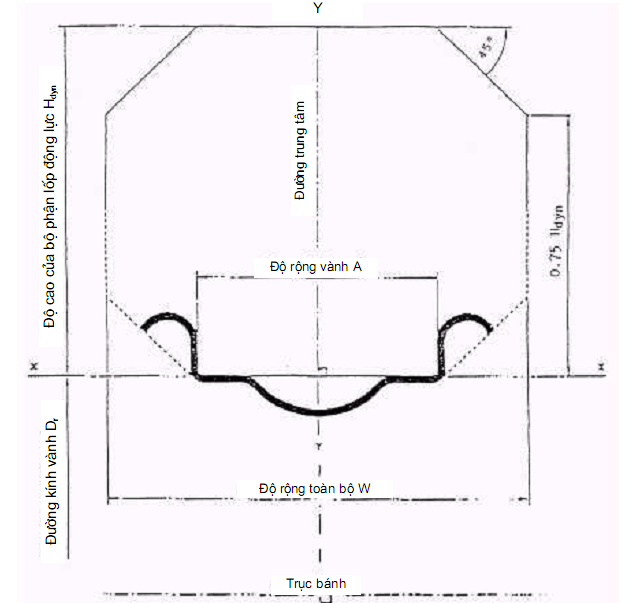 Y
45°
Độ cao của bộ phận lốp động lực Hdyn
Đường trung tâm
0.75 Hdyn
Độ rộng vành A
X
X
Y
Đường kính vành Dr
Độ rộng toàn bộ W
Trục bánh